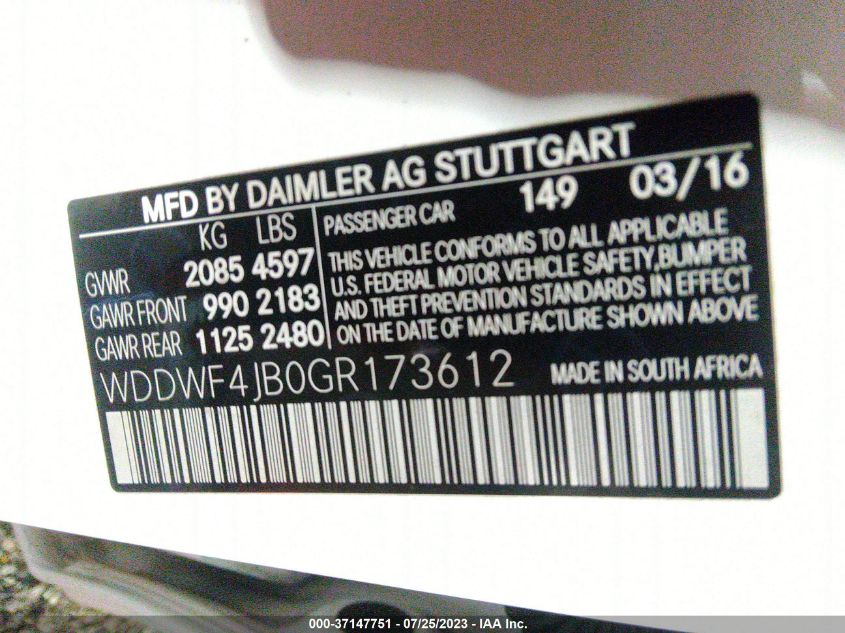 MFD BY DAIMLER AG STUTTGART
KG LBS
GVWR 2085 4597
GAWR FRONT 990 2183
GAWR REAR 1125 2480
PASSENGER CAR 149 03/16
THIS VEHICLE CONFORMS TO ALL APPLICABLE
U.S. FEDERAL MOTOR VEHICLE SAFETY,BUMPER
AND THEFT PREVENTION STANDARDS IN EFFECT
ON THE DATE OF MANUFACTURE SHOWN ABOVE
WDDWF4JB0GR173612 MADE IN SOUTH AFRICA
000-37147751 - 07/25/2023 - IAA Inc.